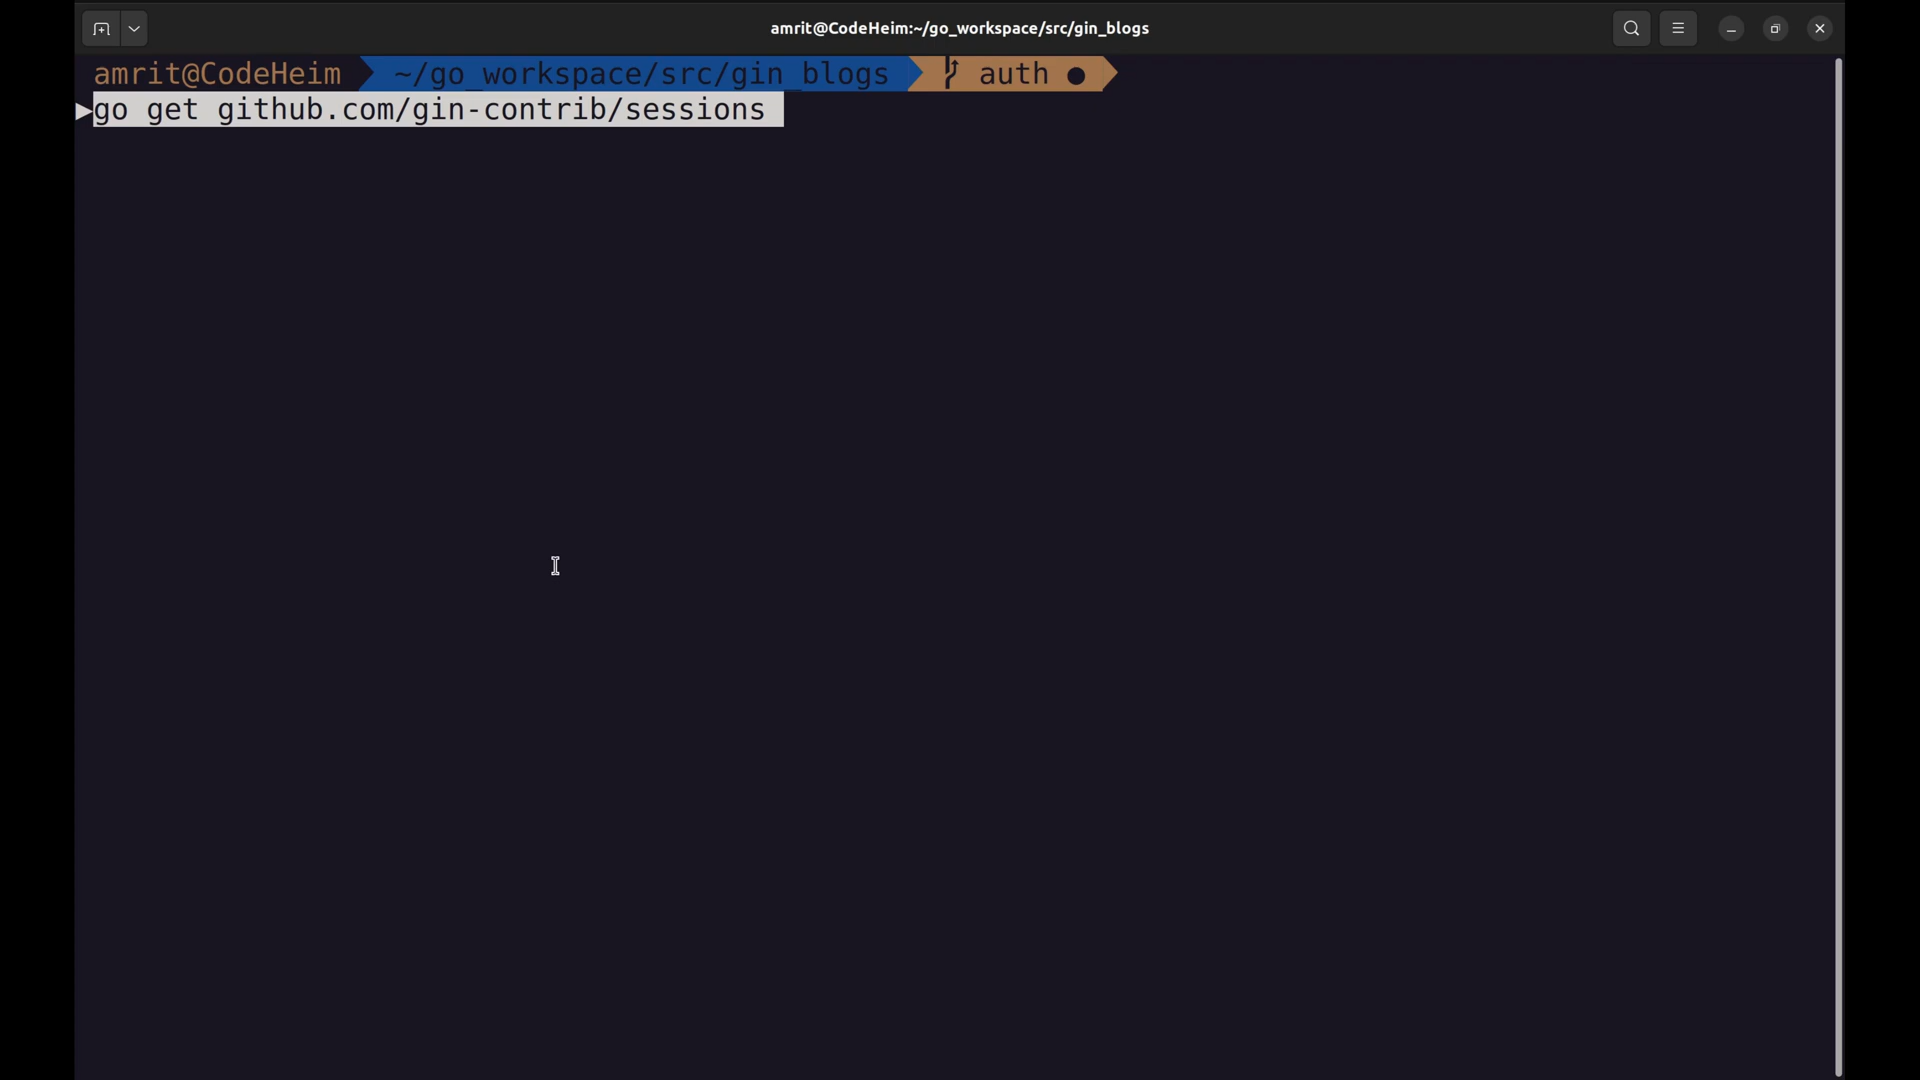 amrit@CodeHeim:~/go_workspace/src/gin_blogs
amrit@CodeHeim ~/go_workspace/src/gin_blogs auth ●
go get github.com/gin-contrib/sessions